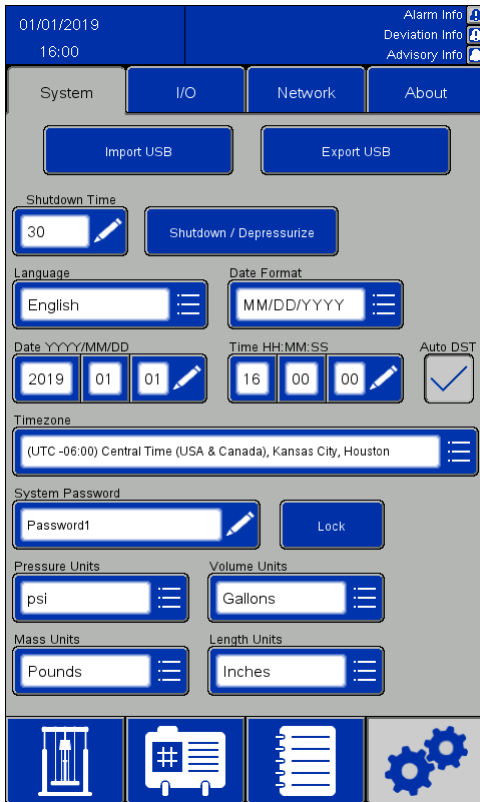 01/01/2019
16:00
Alarm Info
Deviation Info
Advisory Info
System I/O Network About
Import USB Export USB
Shutdown Time
30 Shutdown / Depressurize
Language Date Format
English MM/DD/YYYY
Date YYYY/MM/DD Time HH:MM:SS Auto DST
2019 01 01 16 00 00
Timezone
(UTC -06:00) Central Time (USA & Canada), Kansas City, Houston
System Password
Password1 Lock
Pressure Units Volume Units
psi Gallons
Mass Units Length Units
Pounds Inches
#